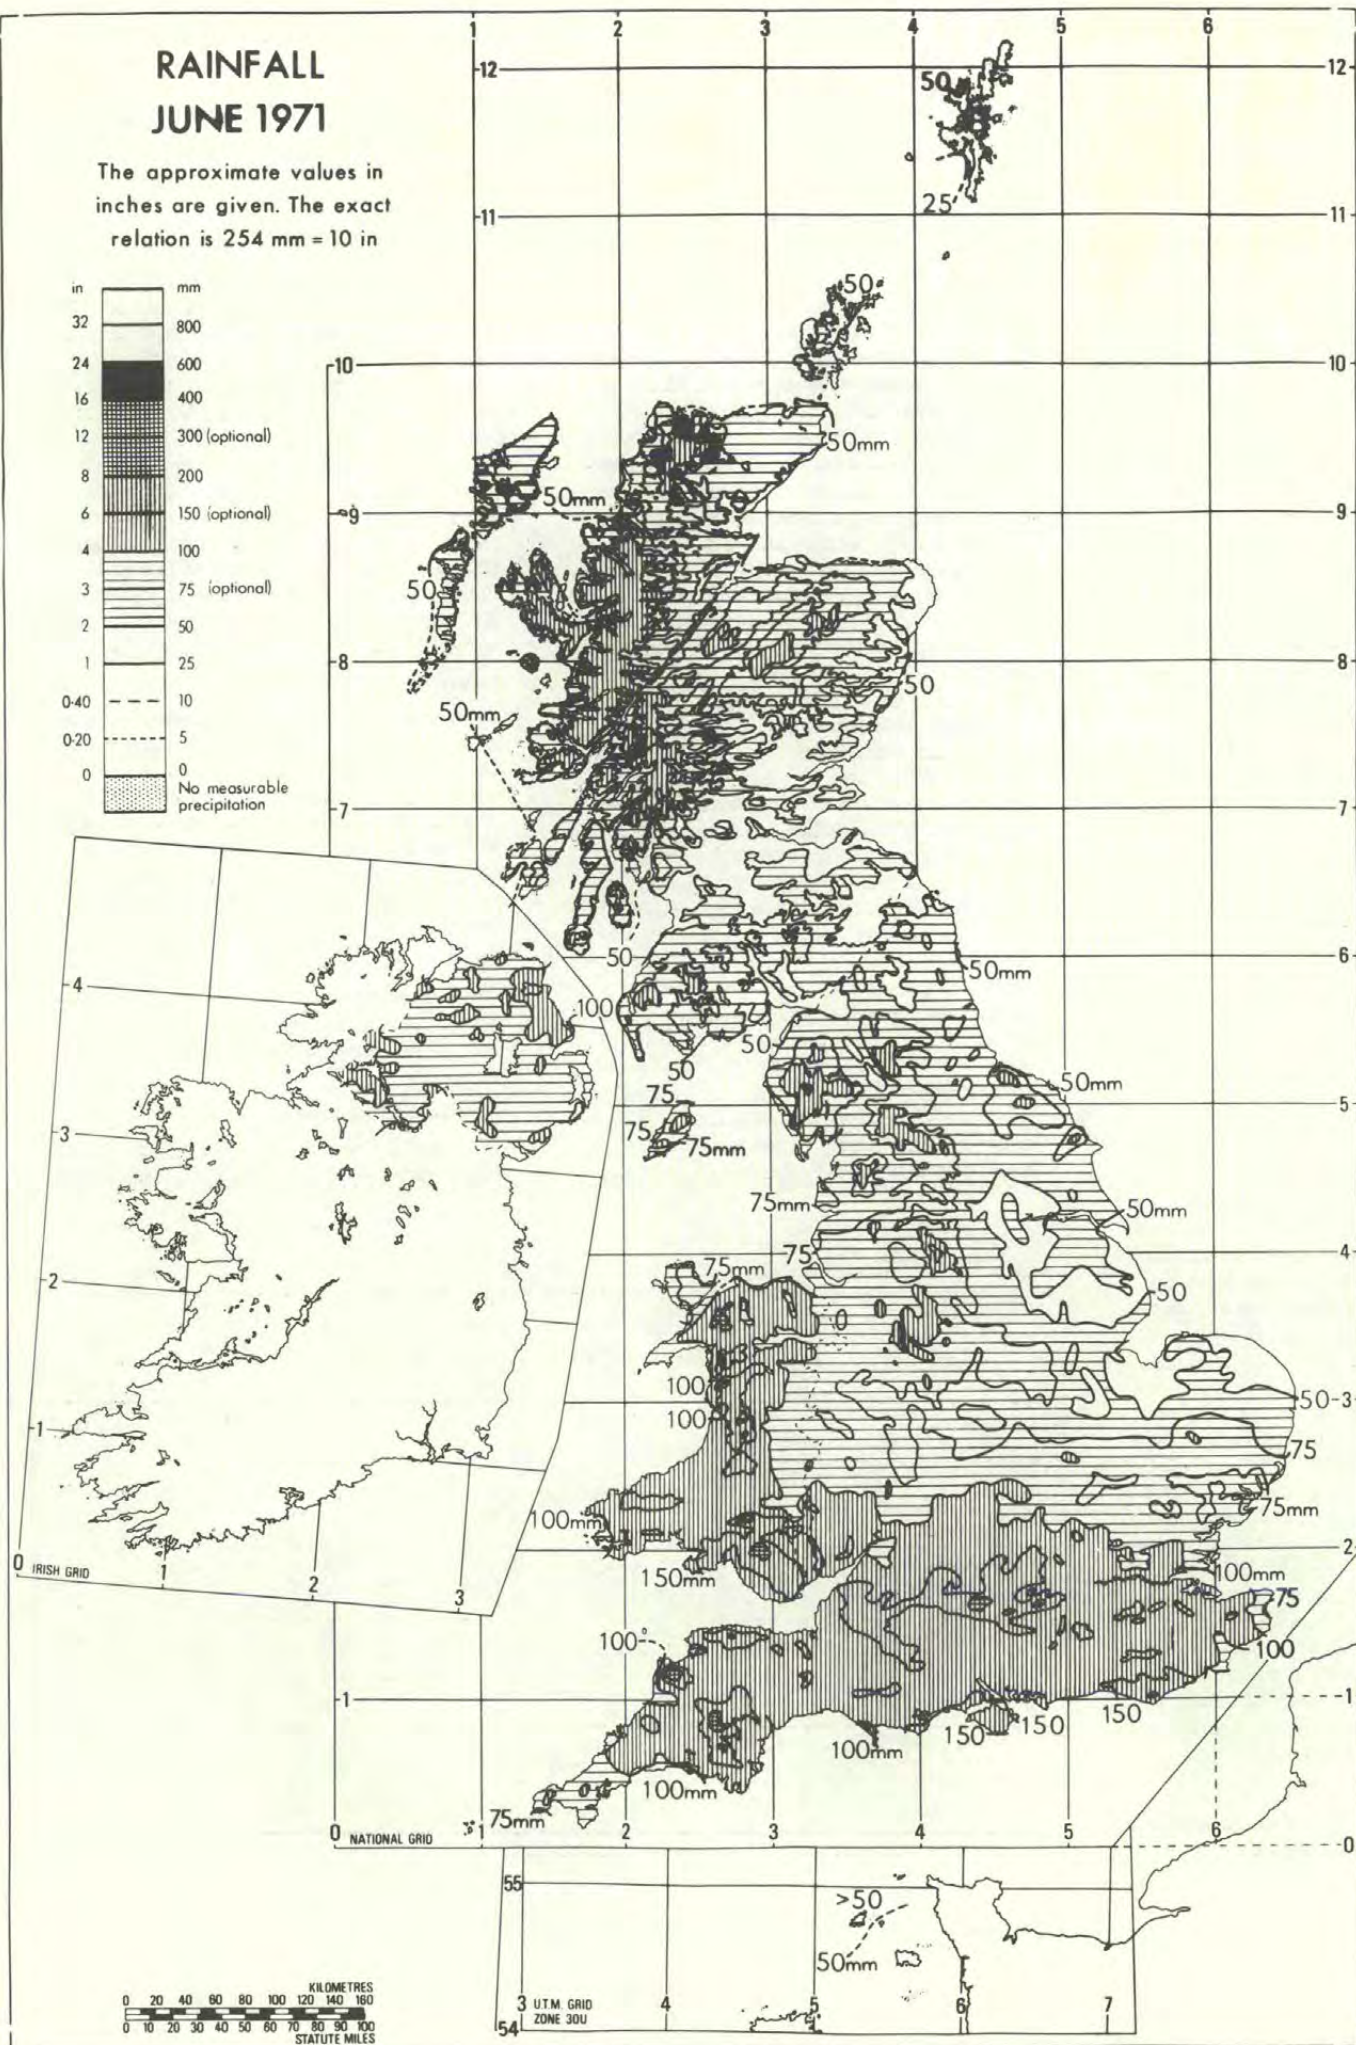 RAINFALL
JUNE 1971
The approximate values in
inches are given. The exact
relation is 254 mm = 10 in
in mm
32 800
24 600
16 400
12 300 (optional)
8 200
6 150 (optional)
4 100
3 75 (optional)
2 50
1 25
0·40 10
0·20 5
0 0
No measurable
precipitation
1 2 3 4 5 6
12 12
50
25
11 11
50
10 10
50mm
50mm
9 9
50
8 8
50
50mm
7 7
50
6
50mm
4
100
50
50
75
50mm
5
3
75
75mm
75mm
50mm
75
4
75mm
2
50
100
50 3
100
1
75
75mm
100mm
2
150mm
100mm
75
100
100
1 1
150 150 150
100mm
100mm
75mm
0 IRISH GRID 1 2 3
0 NATIONAL GRID 1 2 3 4 5 6 0
55
>50
50mm
3 U.T.M. GRID 4 5 6 7
54 ZONE 30U
KILOMETRES
0 20 40 60 80 100 120 140 160
0 10 20 30 40 50 60 70 80 90 100
STATUTE MILES